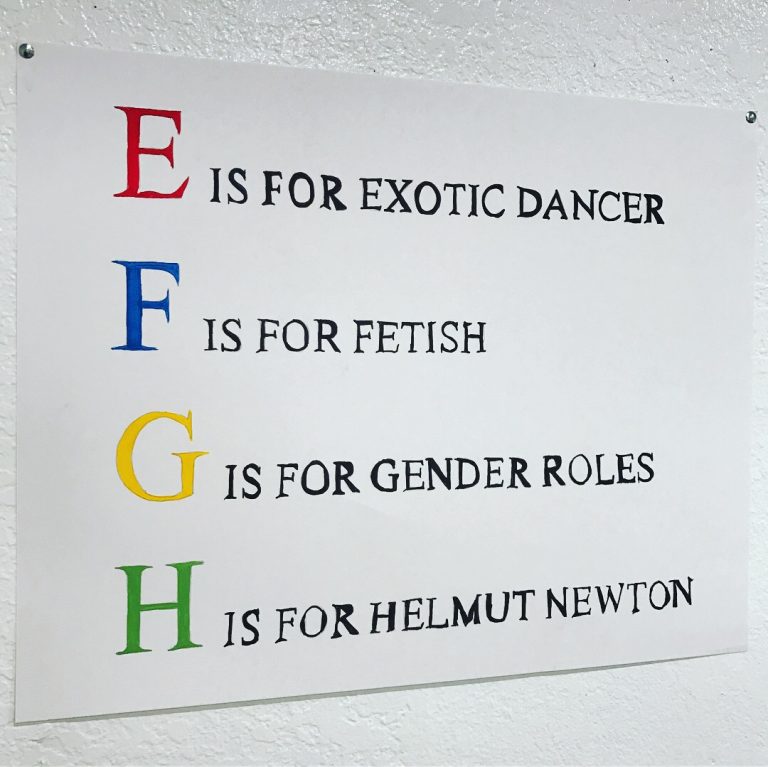 E IS FOR EXOTIC DANCER
F IS FOR FETISH
G IS FOR GENDER ROLES
H IS FOR HELMUT NEWTON